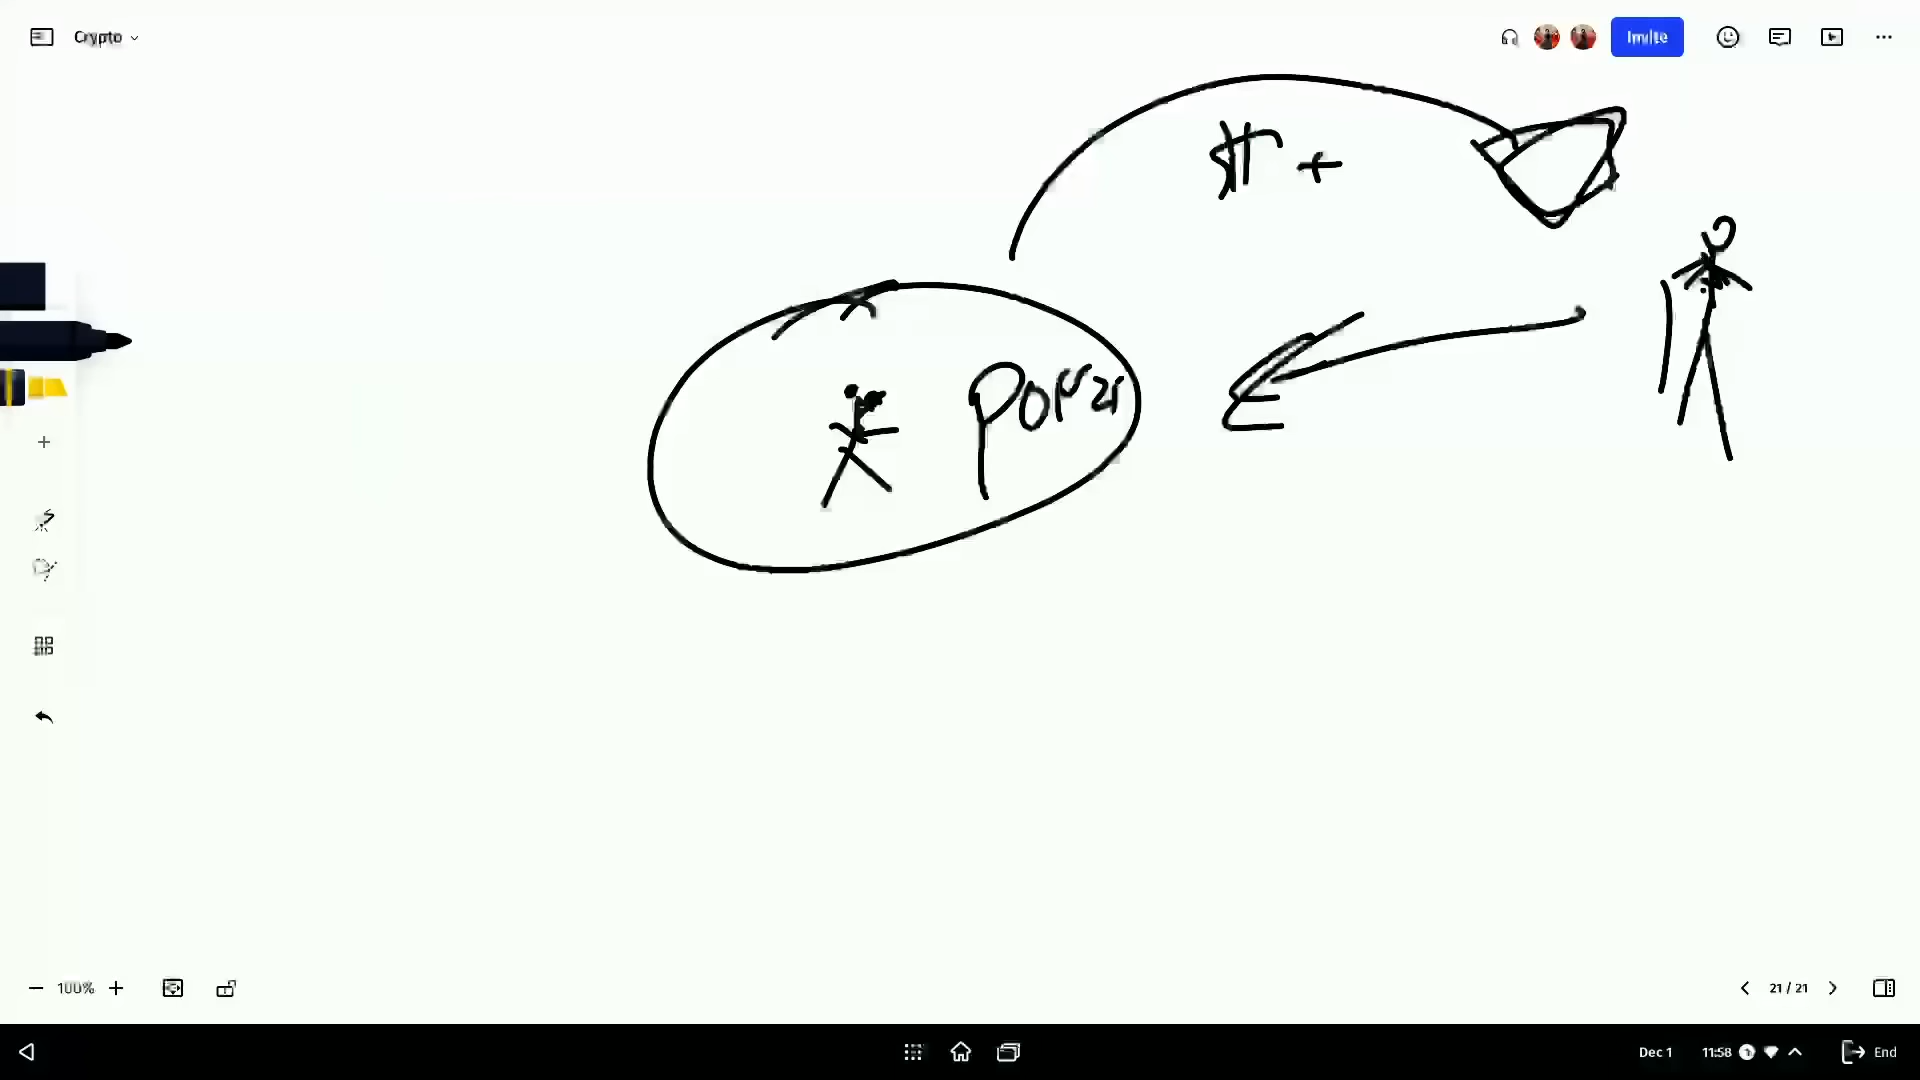 Crypto
Invite
$ +
Ponzi
100%
21 / 21
Dec 1
11:58
End